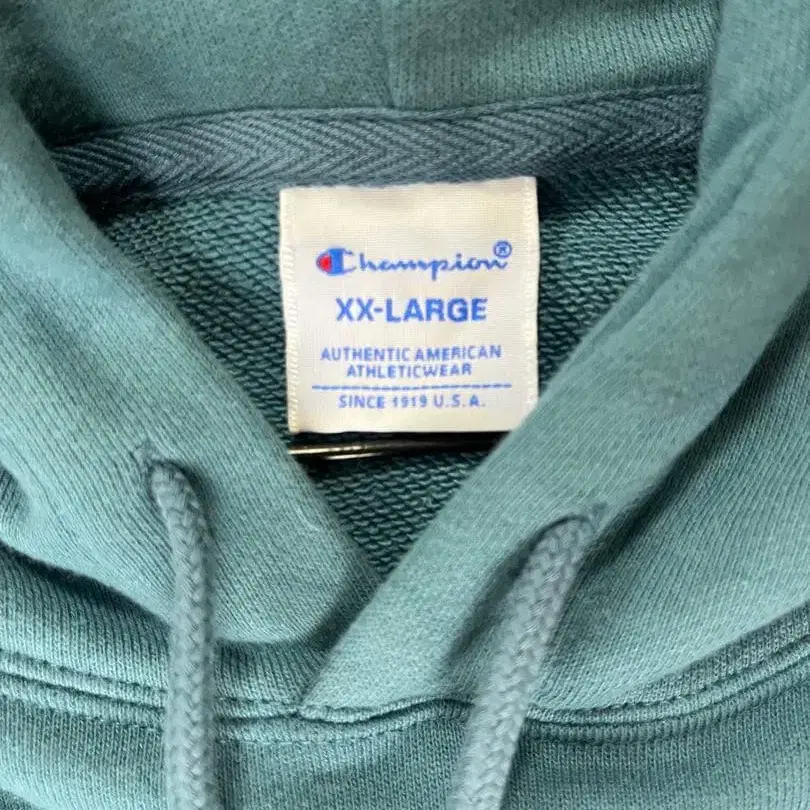 Champion®
XX-LARGE
AUTHENTIC AMERICAN
ATHLETICWEAR
SINCE 1919 U.S.A.